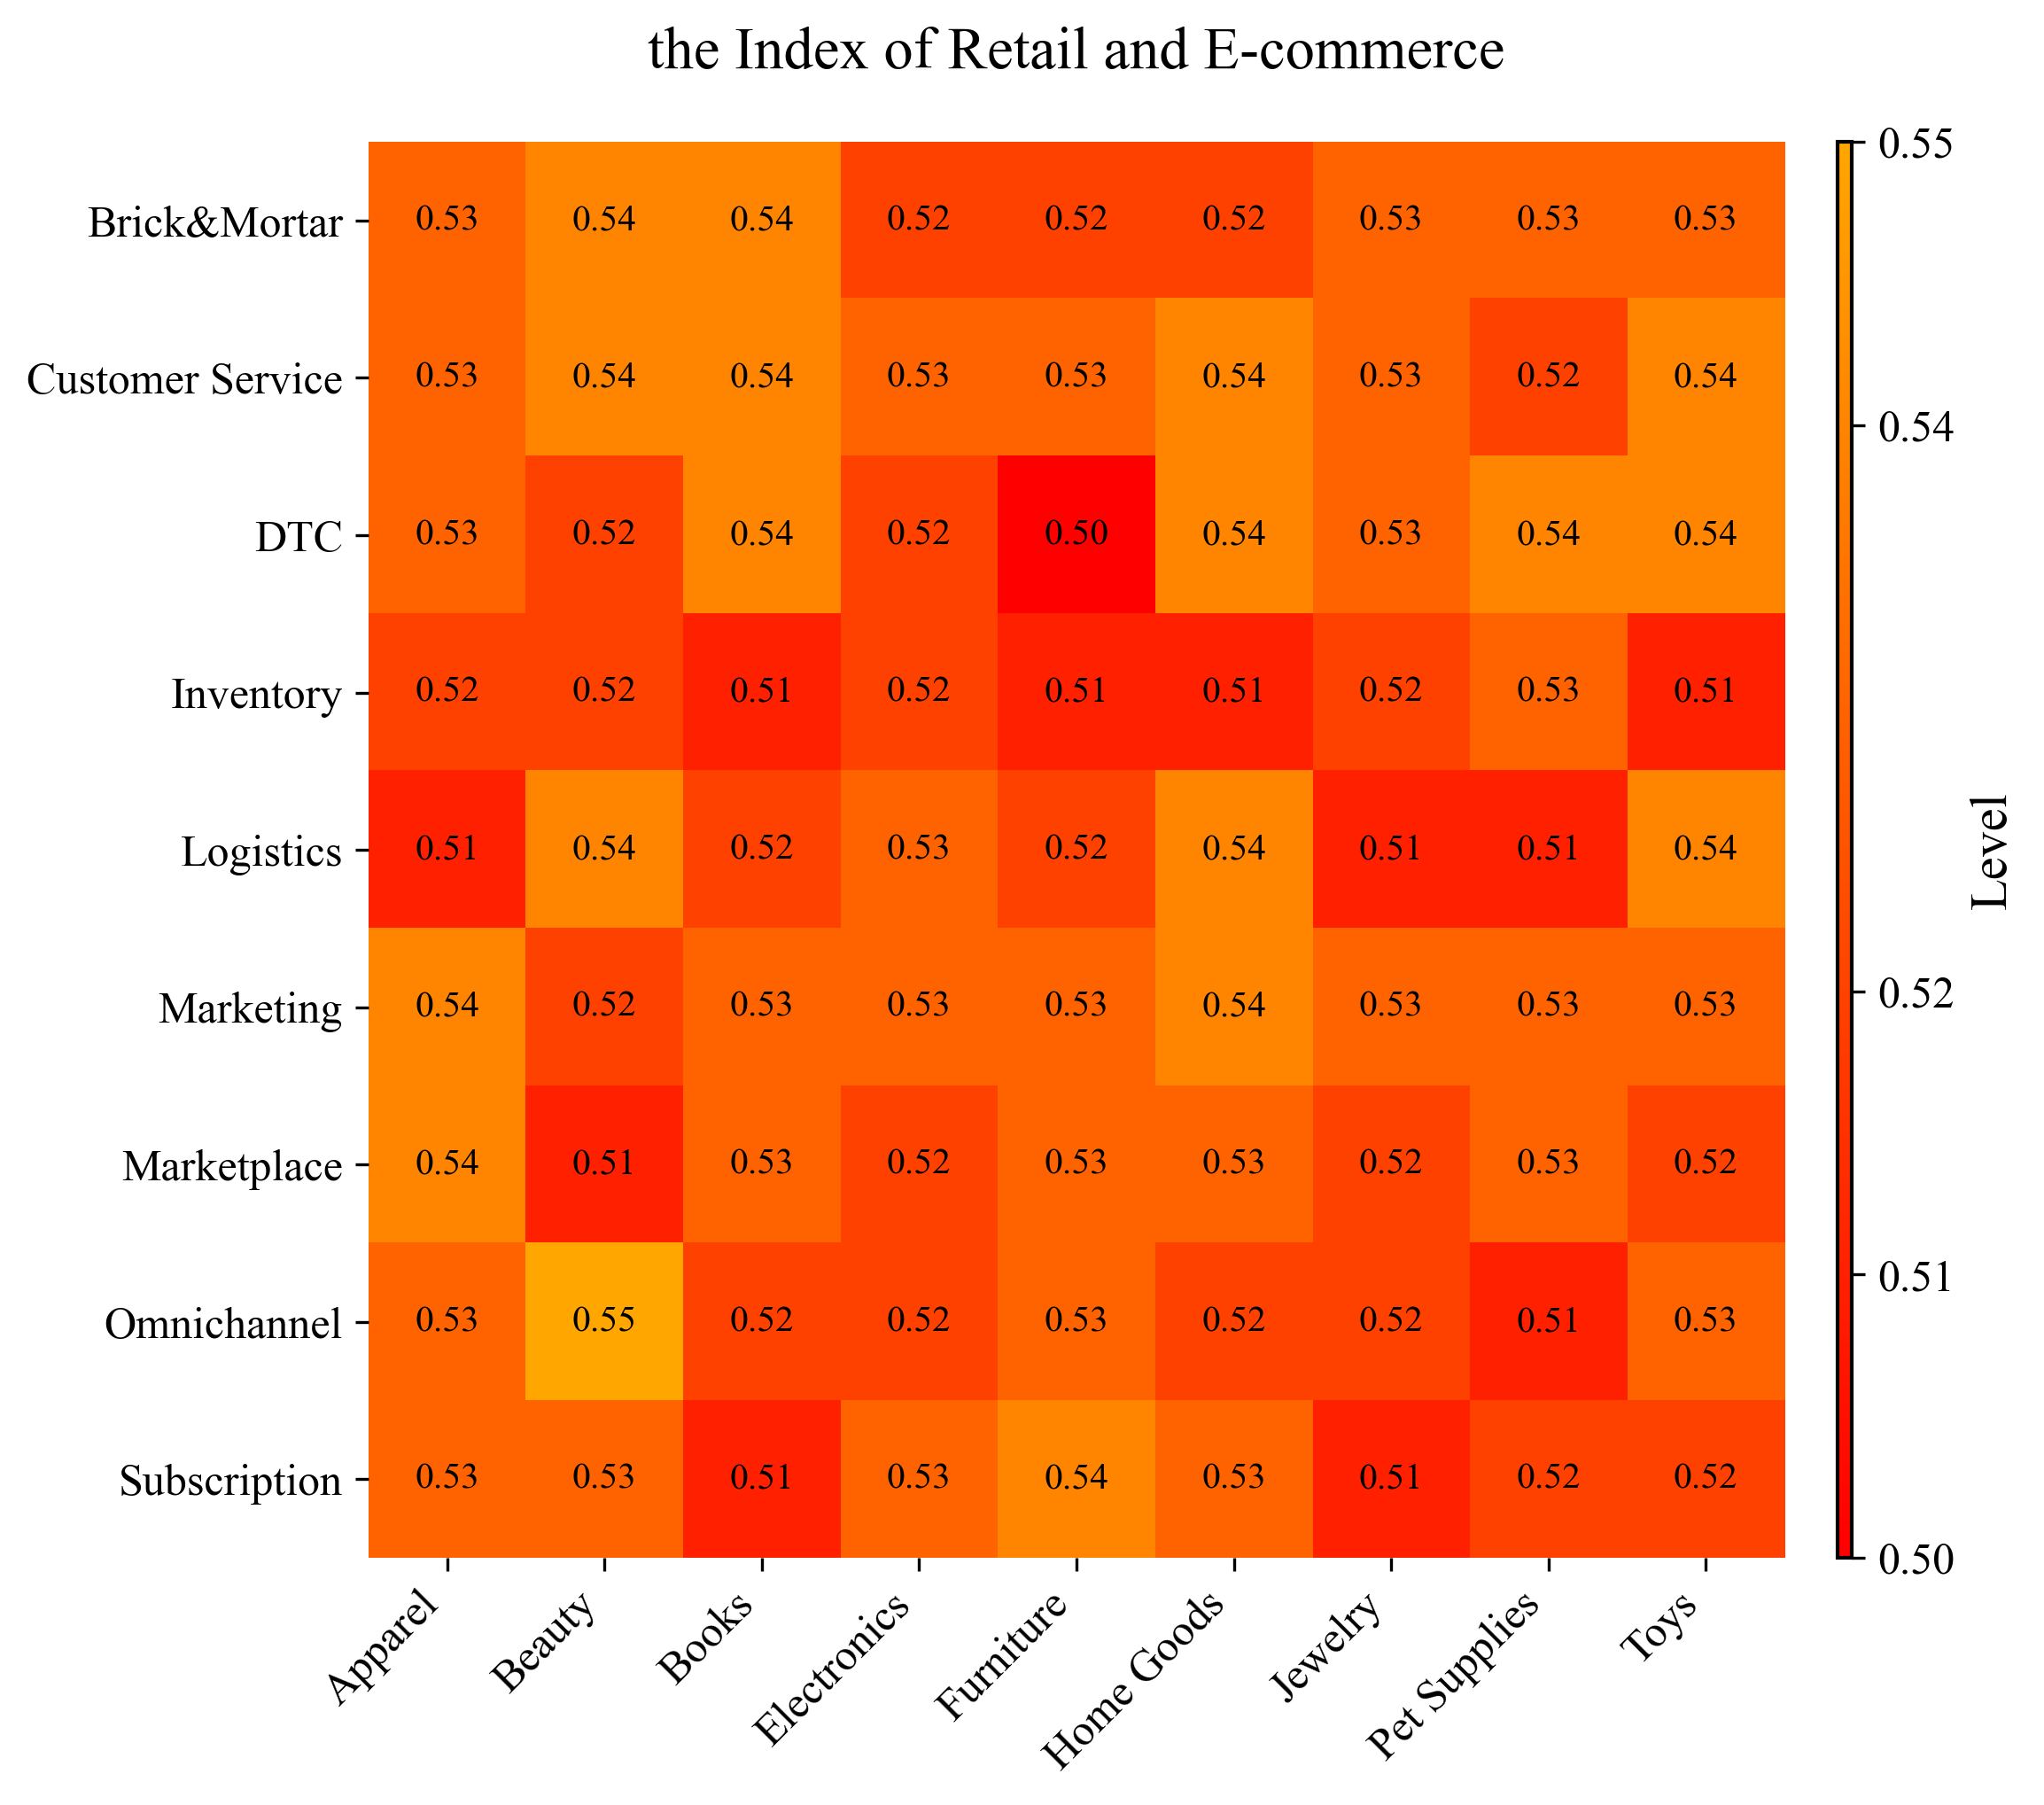 the Index of Retail and E-commerce
Brick&Mortar 0.53 0.54 0.54 0.52 0.52 0.52 0.53 0.53 0.53
Customer Service 0.53 0.54 0.54 0.53 0.53 0.54 0.53 0.52 0.54
DTC 0.53 0.52 0.54 0.52 0.50 0.54 0.53 0.54 0.54
Inventory 0.52 0.52 0.51 0.52 0.51 0.51 0.52 0.53 0.51
Logistics 0.51 0.54 0.52 0.53 0.52 0.54 0.51 0.51 0.54
Marketing 0.54 0.52 0.53 0.53 0.53 0.54 0.53 0.53 0.53
Marketplace 0.54 0.51 0.53 0.52 0.53 0.53 0.52 0.53 0.52
Omnichannel 0.53 0.55 0.52 0.52 0.53 0.52 0.52 0.51 0.53
Subscription 0.53 0.53 0.51 0.53 0.54 0.53 0.51 0.52 0.52
Apparel
Beauty
Books
Electronics
Furniture
Home Goods
Jewelry
Pet Supplies
Toys
0.55
0.54
0.52
0.51
0.50
Level